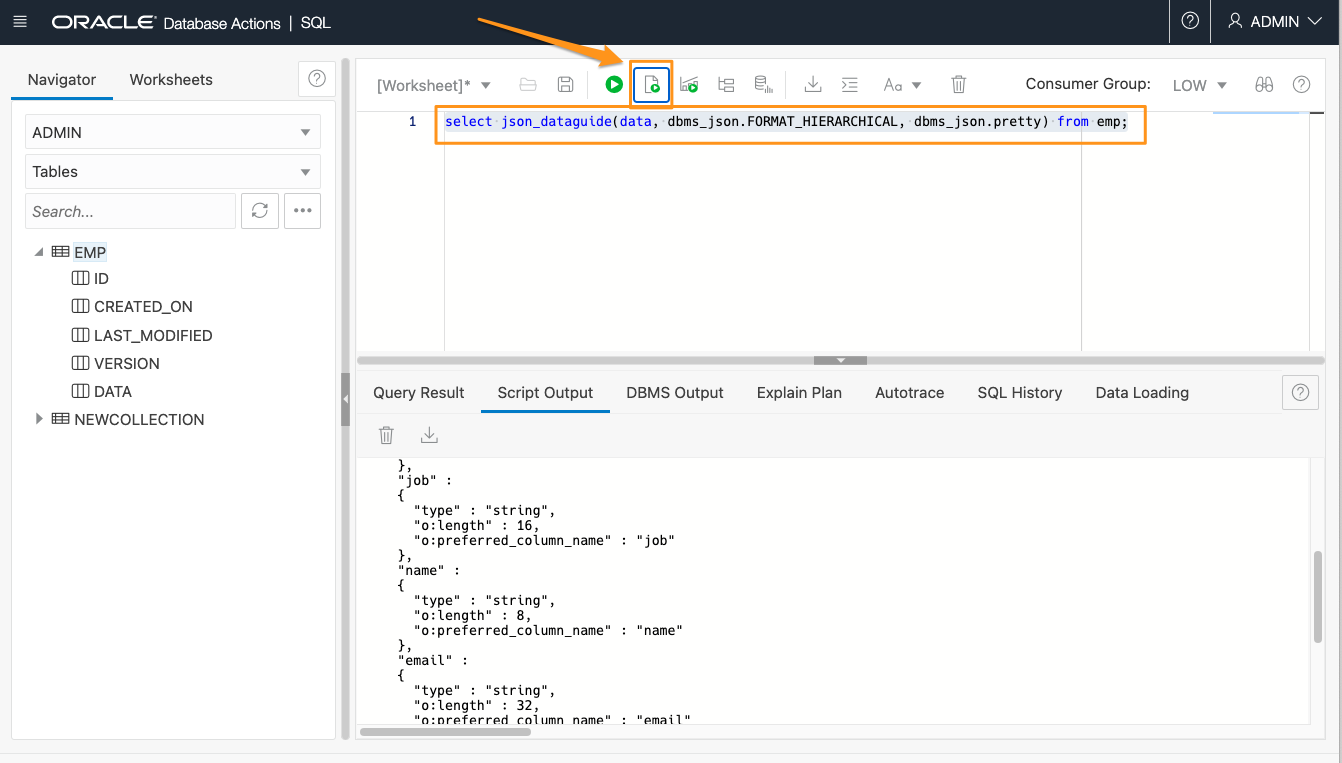 ORACLE Database Actions | SQL
ADMIN
Navigator
Worksheets
[Worksheet]*
Aa
Consumer Group:
LOW
ADMIN
Tables
Search...
EMP
ID
CREATED_ON
LAST_MODIFIED
VERSION
DATA
NEWCOLLECTION
1 select json_dataguide(data, dbms_json.FORMAT_HIERARCHICAL, dbms_json.pretty) from emp;
Query Result
Script Output
DBMS Output
Explain Plan
Autotrace
SQL History
Data Loading
},
"job" :
{
"type" : "string",
"o:length" : 16,
"o:preferred_column_name" : "job"
},
"name" :
{
"type" : "string",
"o:length" : 8,
"o:preferred_column_name" : "name"
},
"email" :
{
"type" : "string",
"o:length" : 32,
"o:preferred_column_name" : "email"